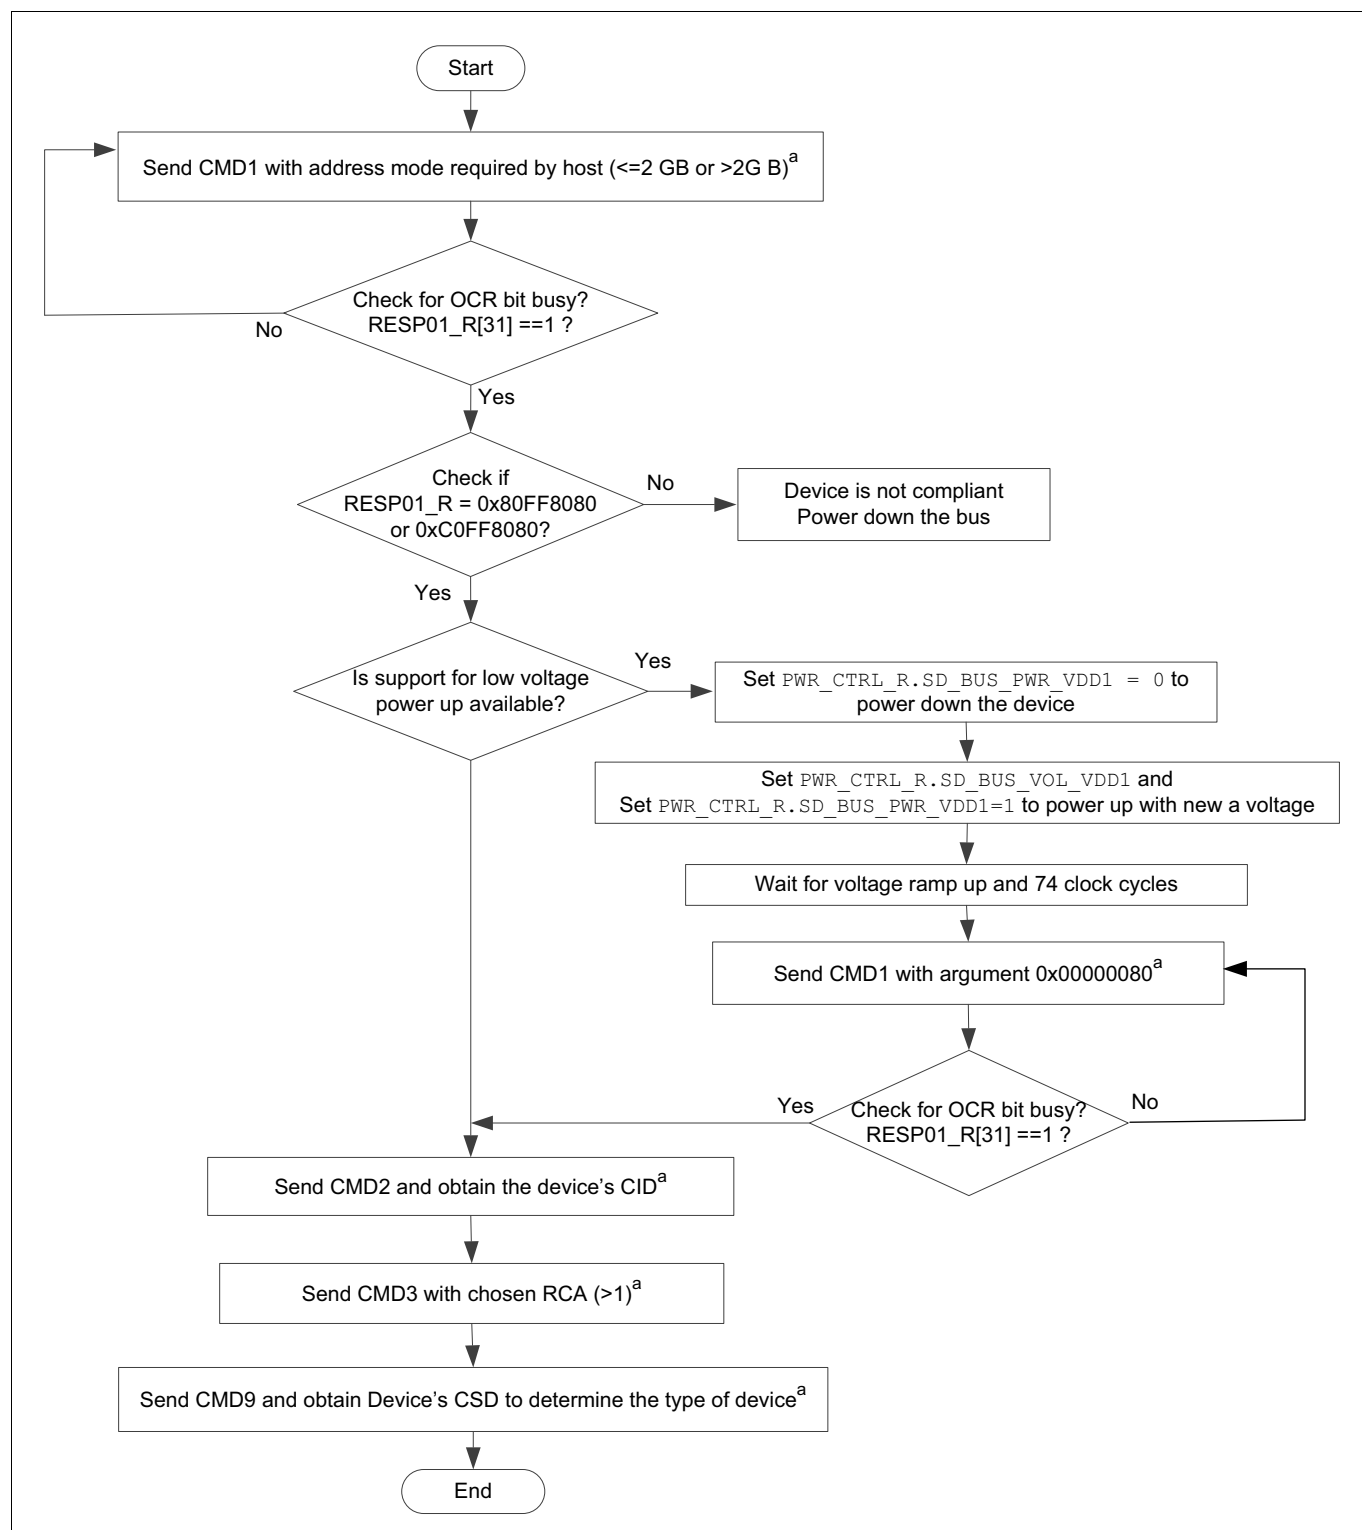 Start
Send CMD1 with address mode required by host (<=2 GB or >2G B)a
Check for OCR bit busy?
RESP01_R[31] ==1 ?
No
Yes
Check if
RESP01_R = 0x80FF8080
or 0xC0FF8080?
No
Device is not compliant
Power down the bus
Yes
Is support for low voltage
power up available?
Yes
Set PWR_CTRL_R.SD_BUS_PWR_VDD1 = 0 to
power down the device
Set PWR_CTRL_R.SD_BUS_VOL_VDD1 and
Set PWR_CTRL_R.SD_BUS_PWR_VDD1=1 to power up with new a voltage
Wait for voltage ramp up and 74 clock cycles
Send CMD1 with argument 0x00000080a
Check for OCR bit busy?
RESP01_R[31] ==1 ?
Yes
No
Send CMD2 and obtain the device's CIDa
Send CMD3 with chosen RCA (>1)a
Send CMD9 and obtain Device's CSD to determine the type of devicea
End